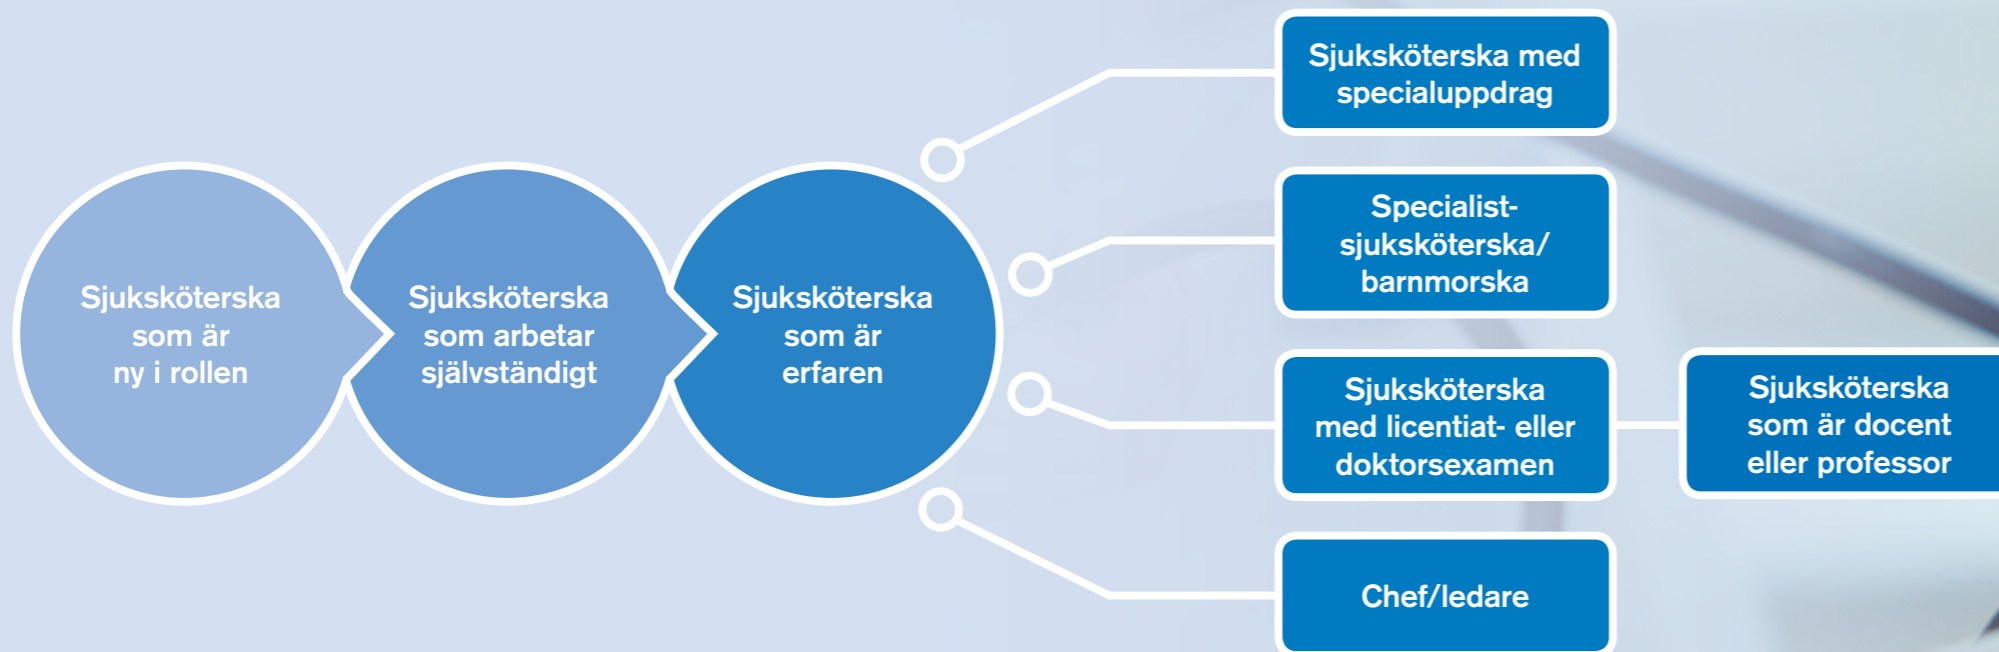 Sjuksköterska
som är
ny i rollen
Sjuksköterska
som arbetar
självständigt
Sjuksköterska
som är
erfaren
Sjuksköterska med
specialuppdrag
Specialist-
sjuksköterska/
barnmorska
Sjuksköterska
med licentiat- eller
doktorsexamen
Sjuksköterska
som är docent
eller professor
Chef/ledare